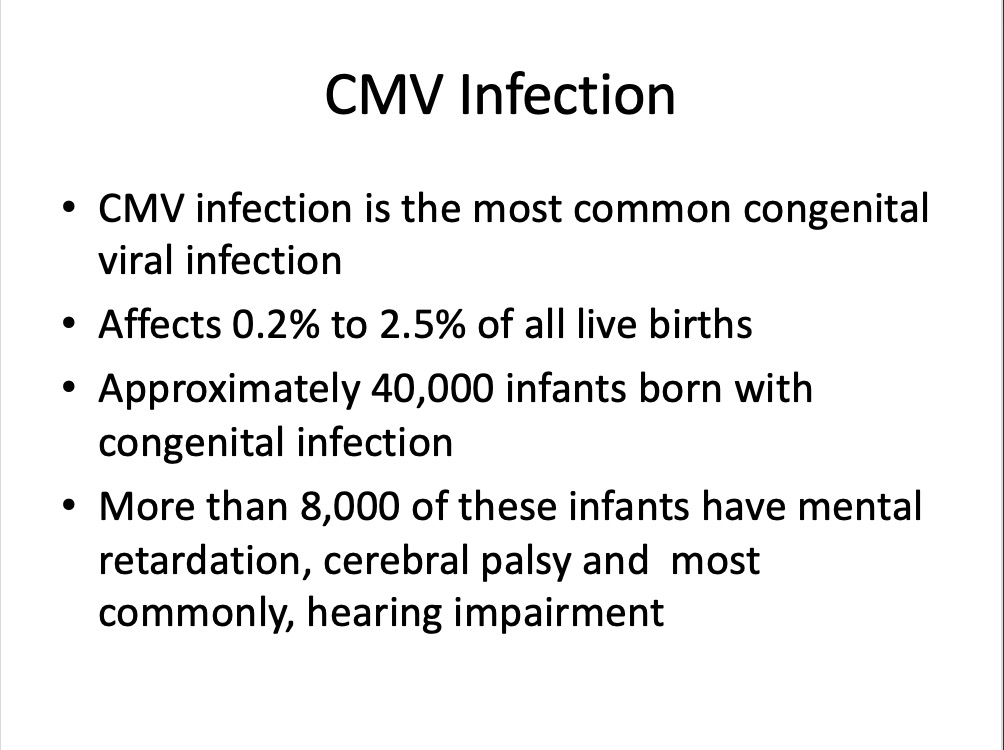 CMV Infection
• CMV infection is the most common congenital
viral infection
• Affects 0.2% to 2.5% of all live births
• Approximately 40,000 infants born with
congenital infection
• More than 8,000 of these infants have mental
retardation, cerebral palsy and  most
commonly, hearing impairment